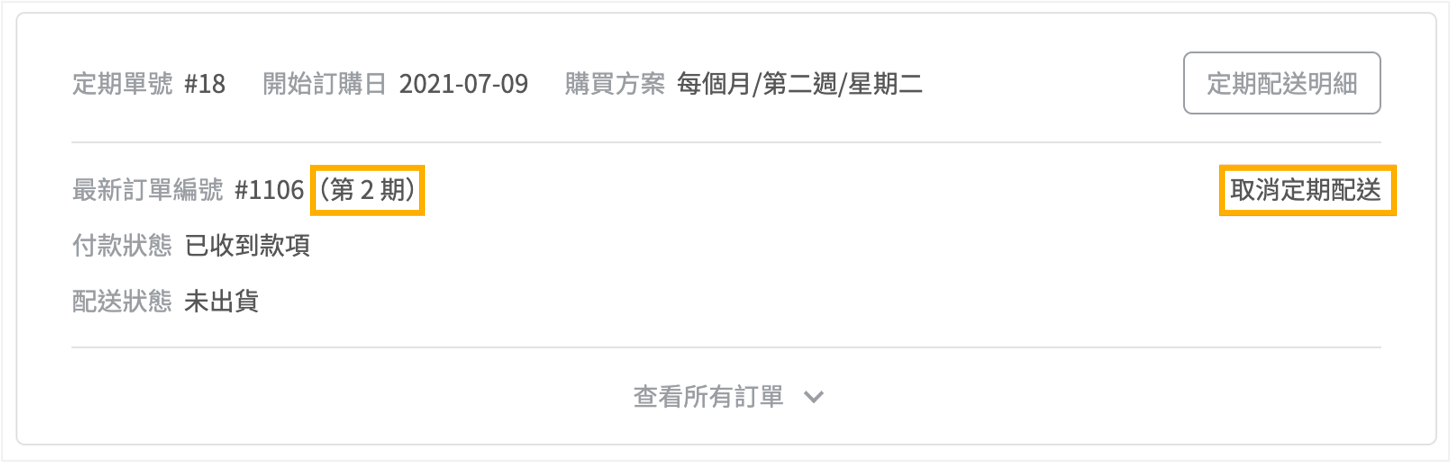 定期單號 #18 開始訂購日 2021-07-09 購買方案 每個月/第二週/星期二 定期配送明細
最新訂單編號 #1106 (第 2 期) 取消定期配送
付款狀態 已收到款項
配送狀態 未出貨
查看所有訂單